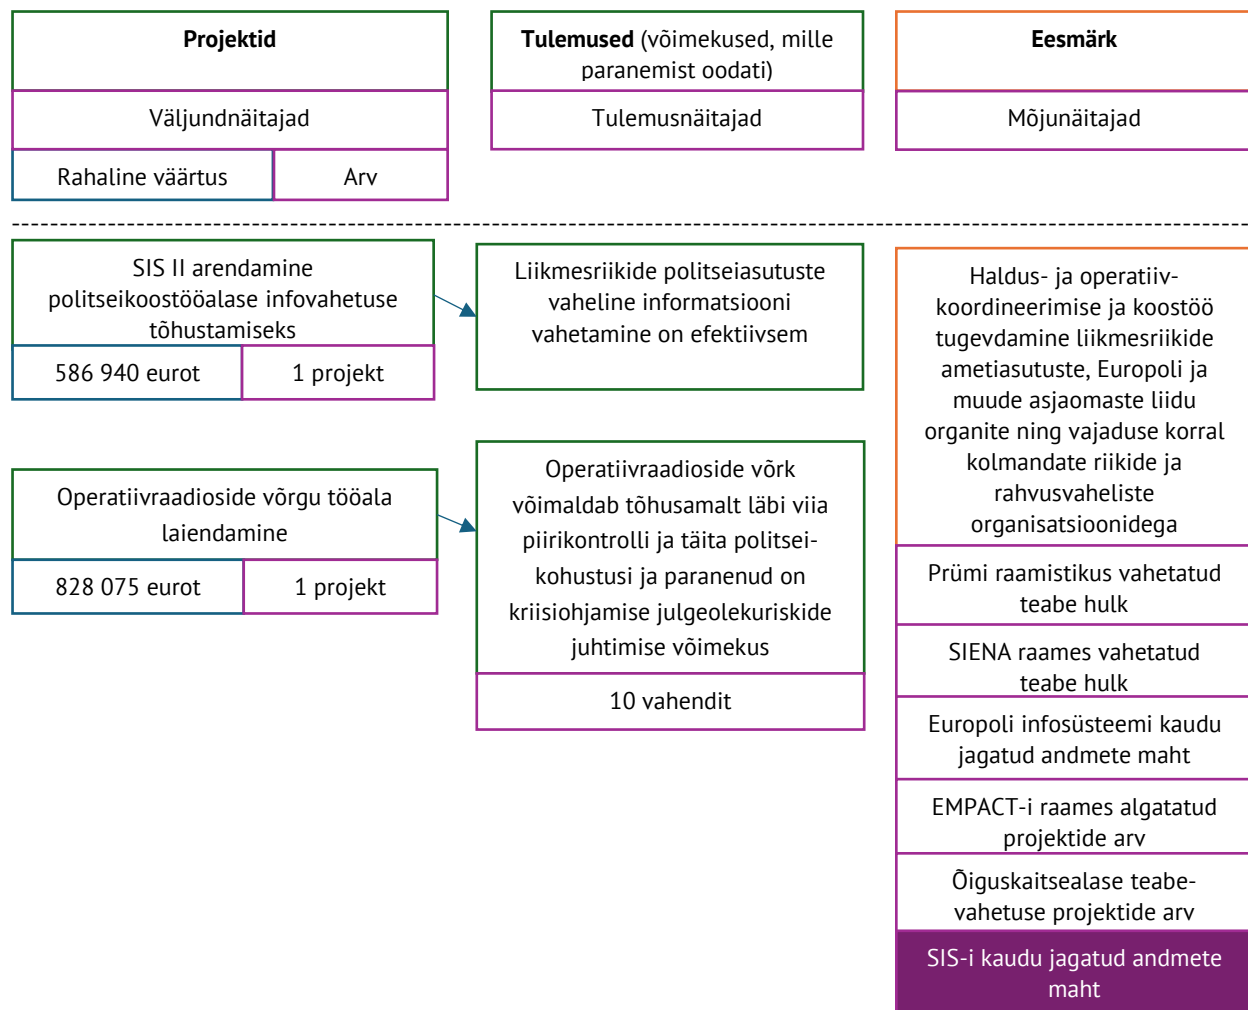 Projektid
Väljundnäitajad
Rahaline väärtus
Arv
Tulemused (võimekused, mille
paranemist oodati)
Tulemusnäitajad
Eesmärk
Mõjunäitajad
SIS II arendamine
politseikoostööalase infovahetuse
tõhustamiseks
586 940 eurot
1 projekt
Liikmesriikide politseiasutuste
vaheline informatsiooni
vahetamine on efektiivsem
Operatiivraadioside võrgu tööala
laiendamine
828 075 eurot
1 projekt
Operatiivraadioside võrk
võimaldab tõhusamalt läbi viia
piirikontrolli ja täita politsei-
kohustusi ja paranenud on
kriisiohjamise julgeolekuriskide
juhtimise võimekus
10 vahendit
Haldus- ja operatiiv-
koordineerimise ja koostöö
tugevdamine liikmesriikide
ametiasutuste, Europoli ja
muude asjaomaste liidu
organite ning vajaduse korral
kolmandate riikide ja
rahvusvaheliste
organisatsioonidega
Prümi raamistikus vahetatud
teabe hulk
SIENA raames vahetatud
teabe hulk
Europoli infosüsteemi kaudu
jagatud andmete maht
EMPACT-i raames algatatud
projektide arv
Õiguskaitsealase teabe-
vahetuse projektide arv
SIS-i kaudu jagatud andmete
maht